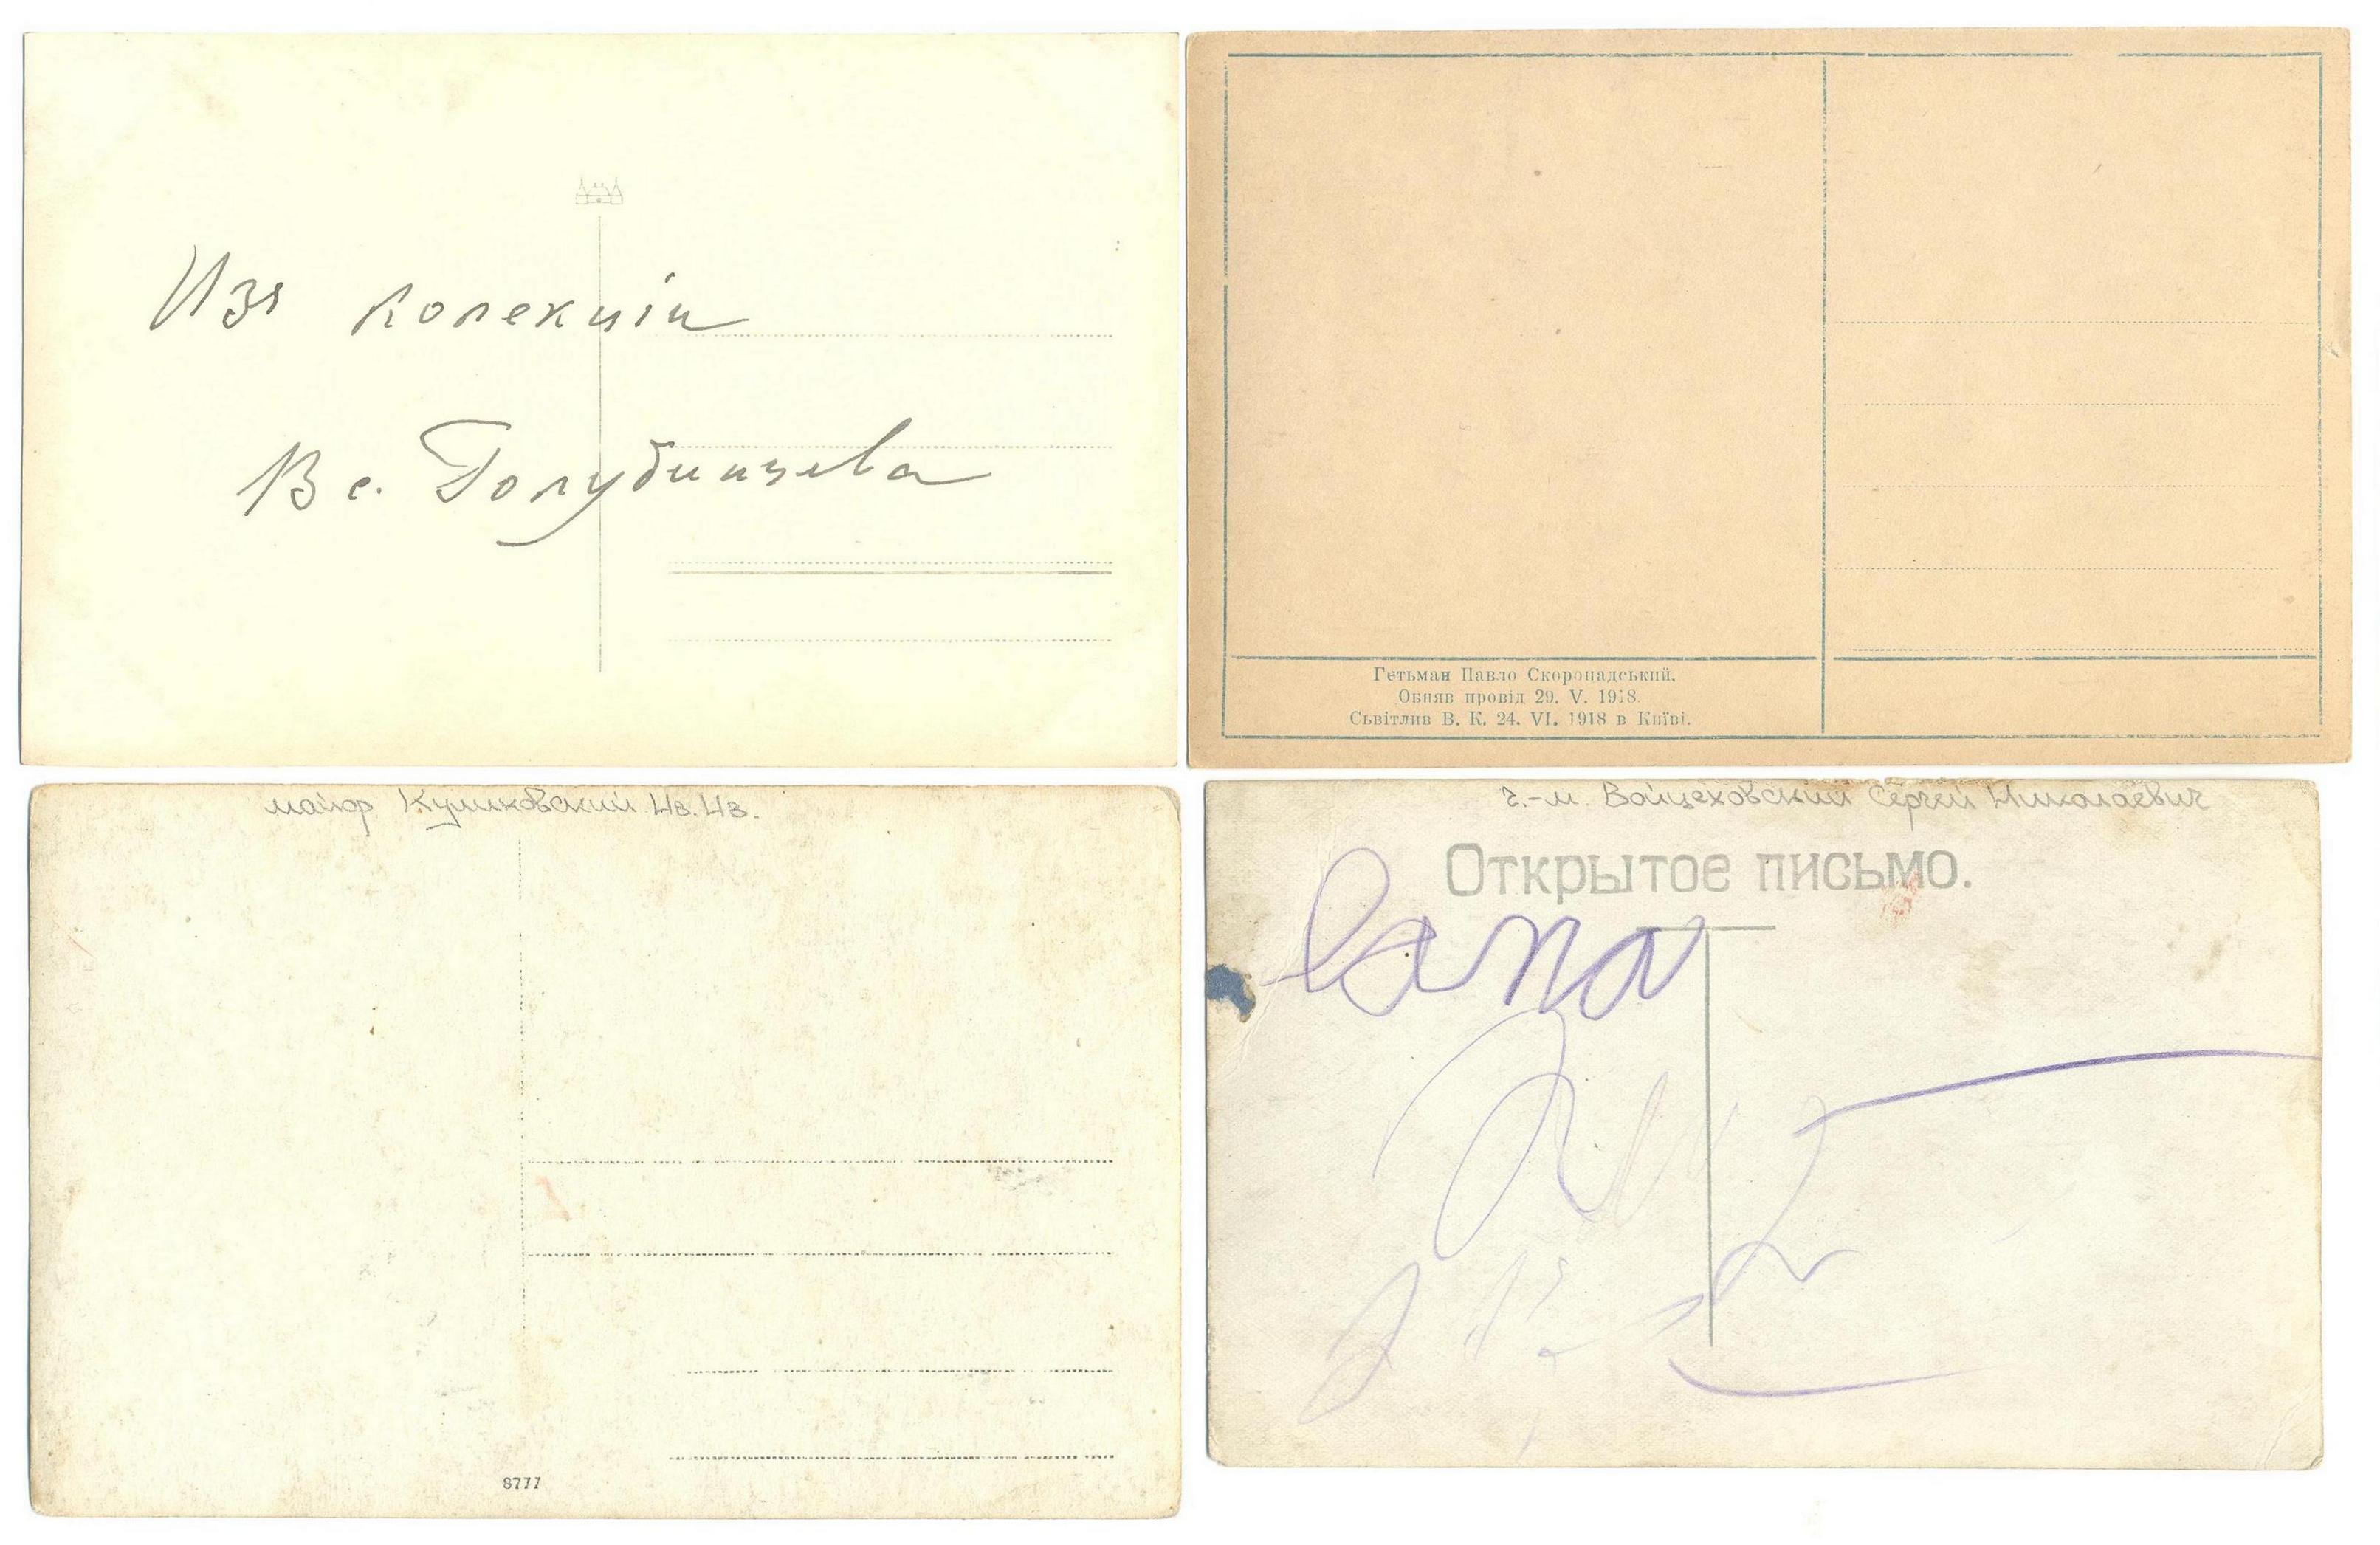 Изъ колекціи
Вс. Голубинцева
Гетьман Павло Скоропадський.
Обняв провід 29. V. 1918.
Сьвітлив В. К. 24. VI. 1918 в Київі.
майор Кумковский Ив. Ив.
8777
г.-м. Войцеховский Сергей Николаевич
Открытое письмо.